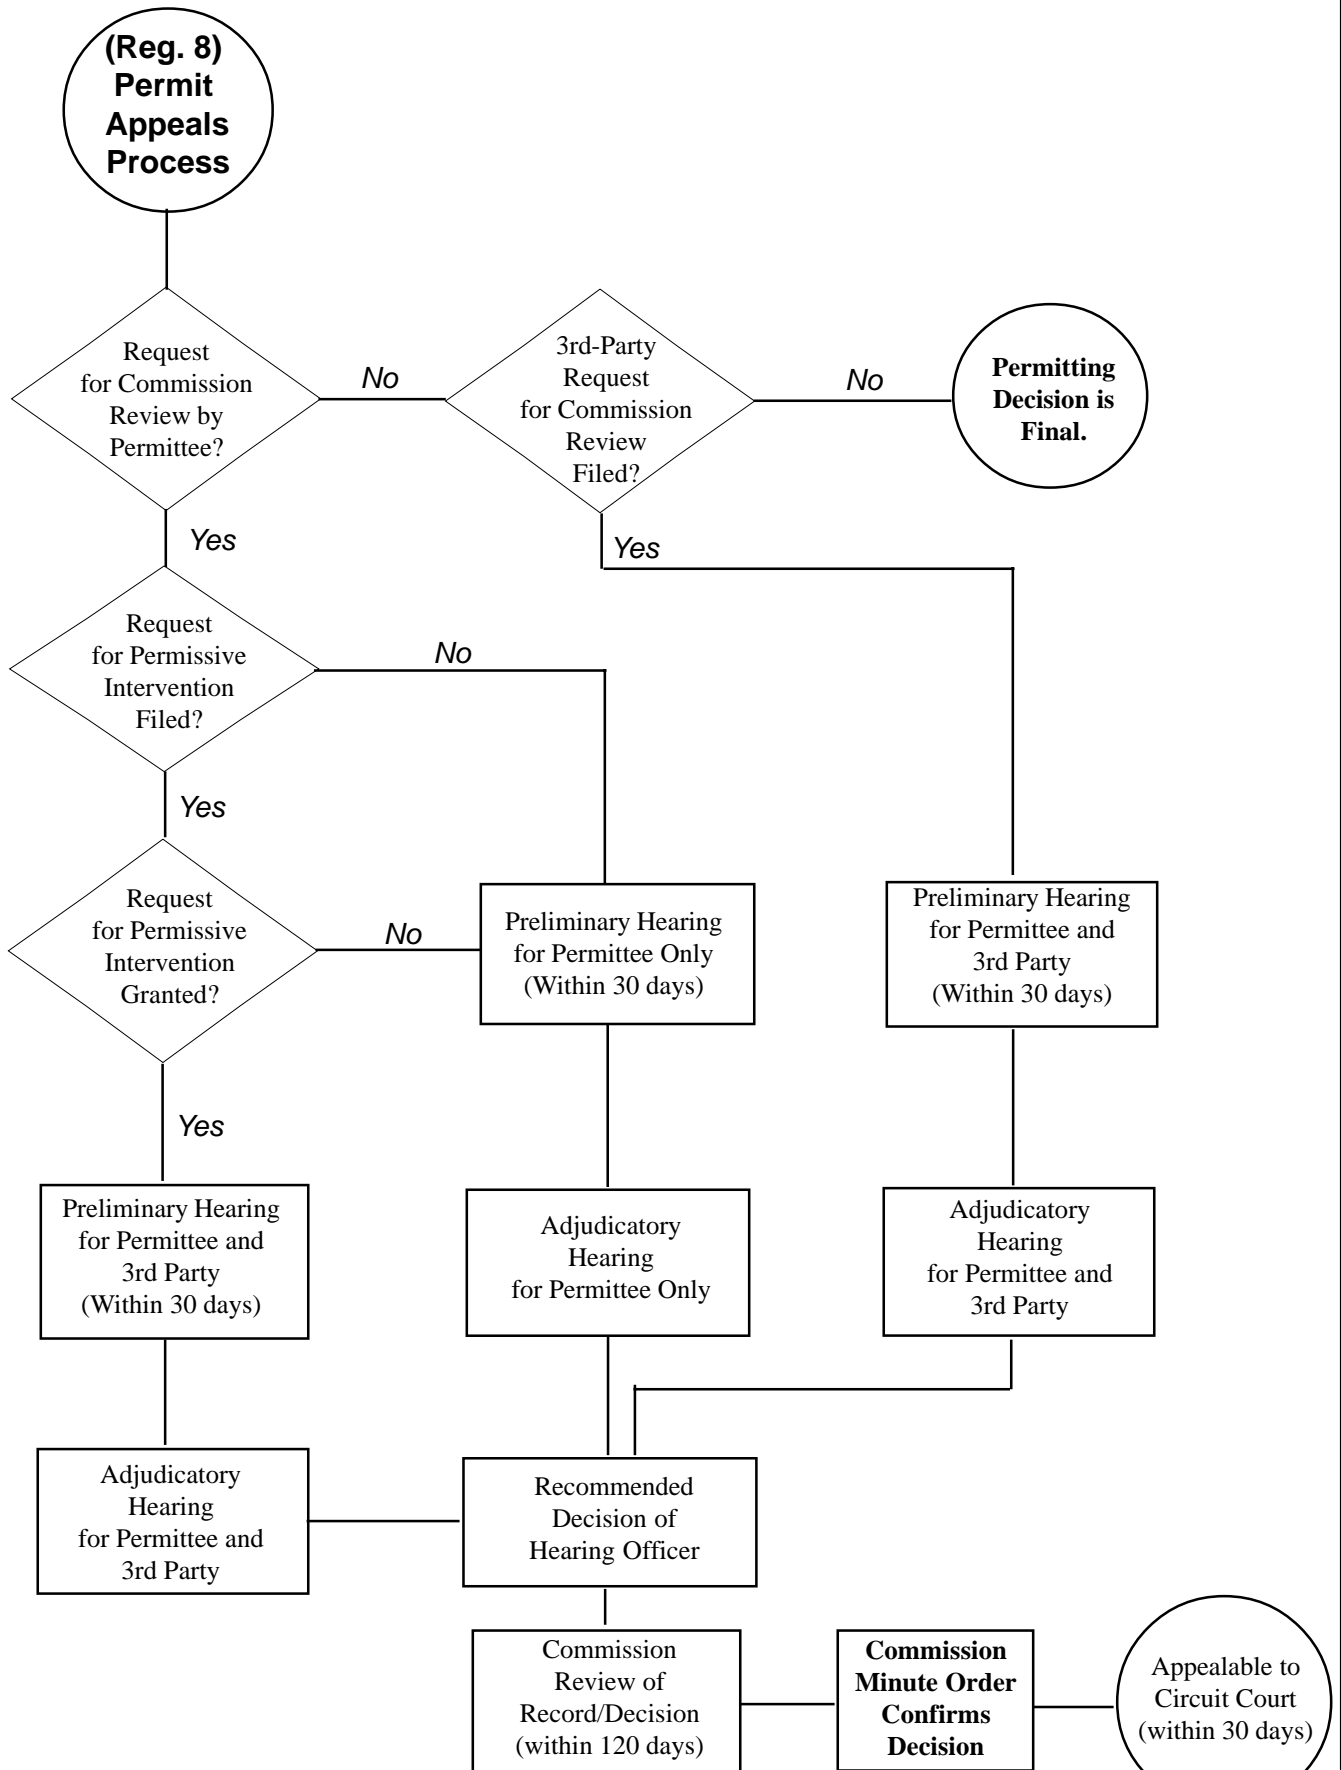 (Reg. 8)
Permit
Appeals
Process
Request
for Commission
Review by
Permittee?
No
3rd-Party
Request
for Commission
Review
Filed?
No
Permitting
Decision is
Final.
Yes
Yes
Request
for Permissive
Intervention
Filed?
No
Yes
Request
for Permissive
Intervention
Granted?
No
Preliminary Hearing
for Permittee Only
(Within 30 days)
Preliminary Hearing
for Permittee and
3rd Party
(Within 30 days)
Yes
Preliminary Hearing
for Permittee and
3rd Party
(Within 30 days)
Adjudicatory
Hearing
for Permittee Only
Adjudicatory
Hearing
for Permittee and
3rd Party
Adjudicatory
Hearing
for Permittee and
3rd Party
Recommended
Decision of
Hearing Officer
Commission
Review of
Record/Decision
(within 120 days)
Commission
Minute Order
Confirms
Decision
Appealable to
Circuit Court
(within 30 days)